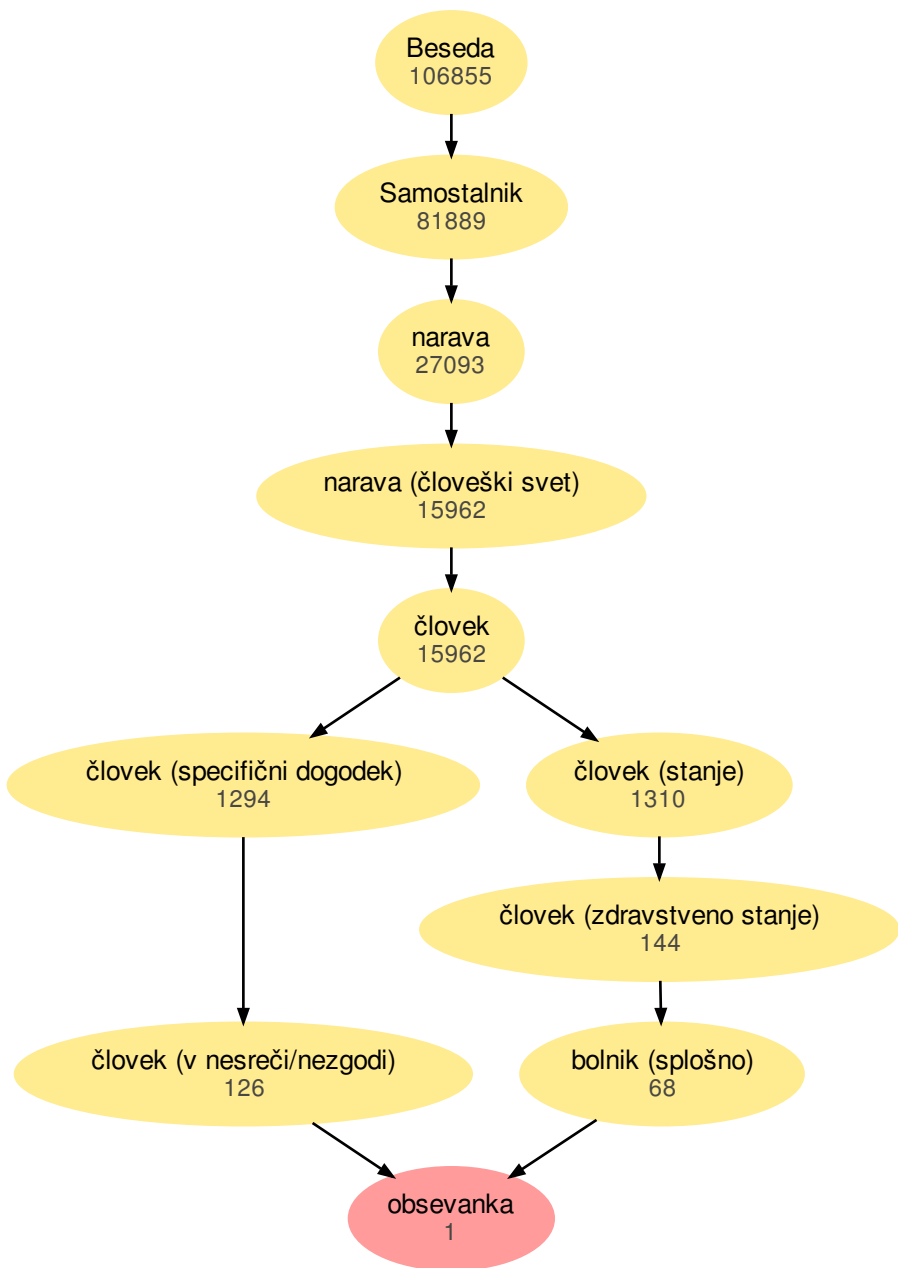 Beseda
106855
Samostalnik
81889
narava
27093
narava (človeški svet)
15962
človek
15962
človek (specifični dogodek)
1294
človek (stanje)
1310
človek (zdravstveno stanje)
144
človek (v nesreči/nezgodi)
126
bolnik (splošno)
68
obsevanka
1